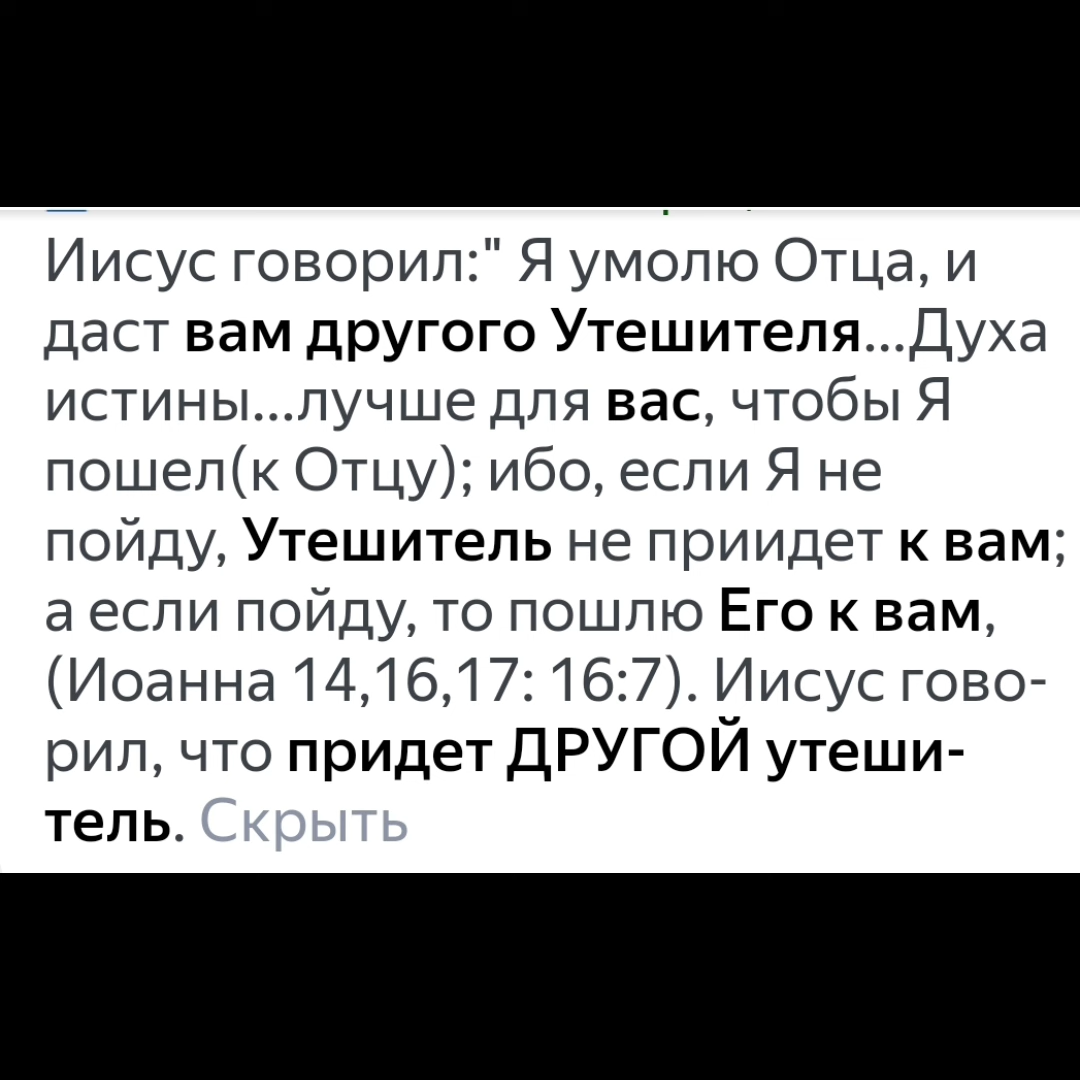 Иисус говорил:" Я умолю Отца, и
даст вам другого Утешителя...Духа
истины...лучше для вас, чтобы Я
пошел(к Отцу); ибо, если Я не
пойду, Утешитель не приидет к вам;
а если пойду, то пошлю Его к вам,
(Иоанна 14,16,17: 16:7). Иисус гово-
рил, что придет ДРУГОЙ утеши-
тель. Скрыть